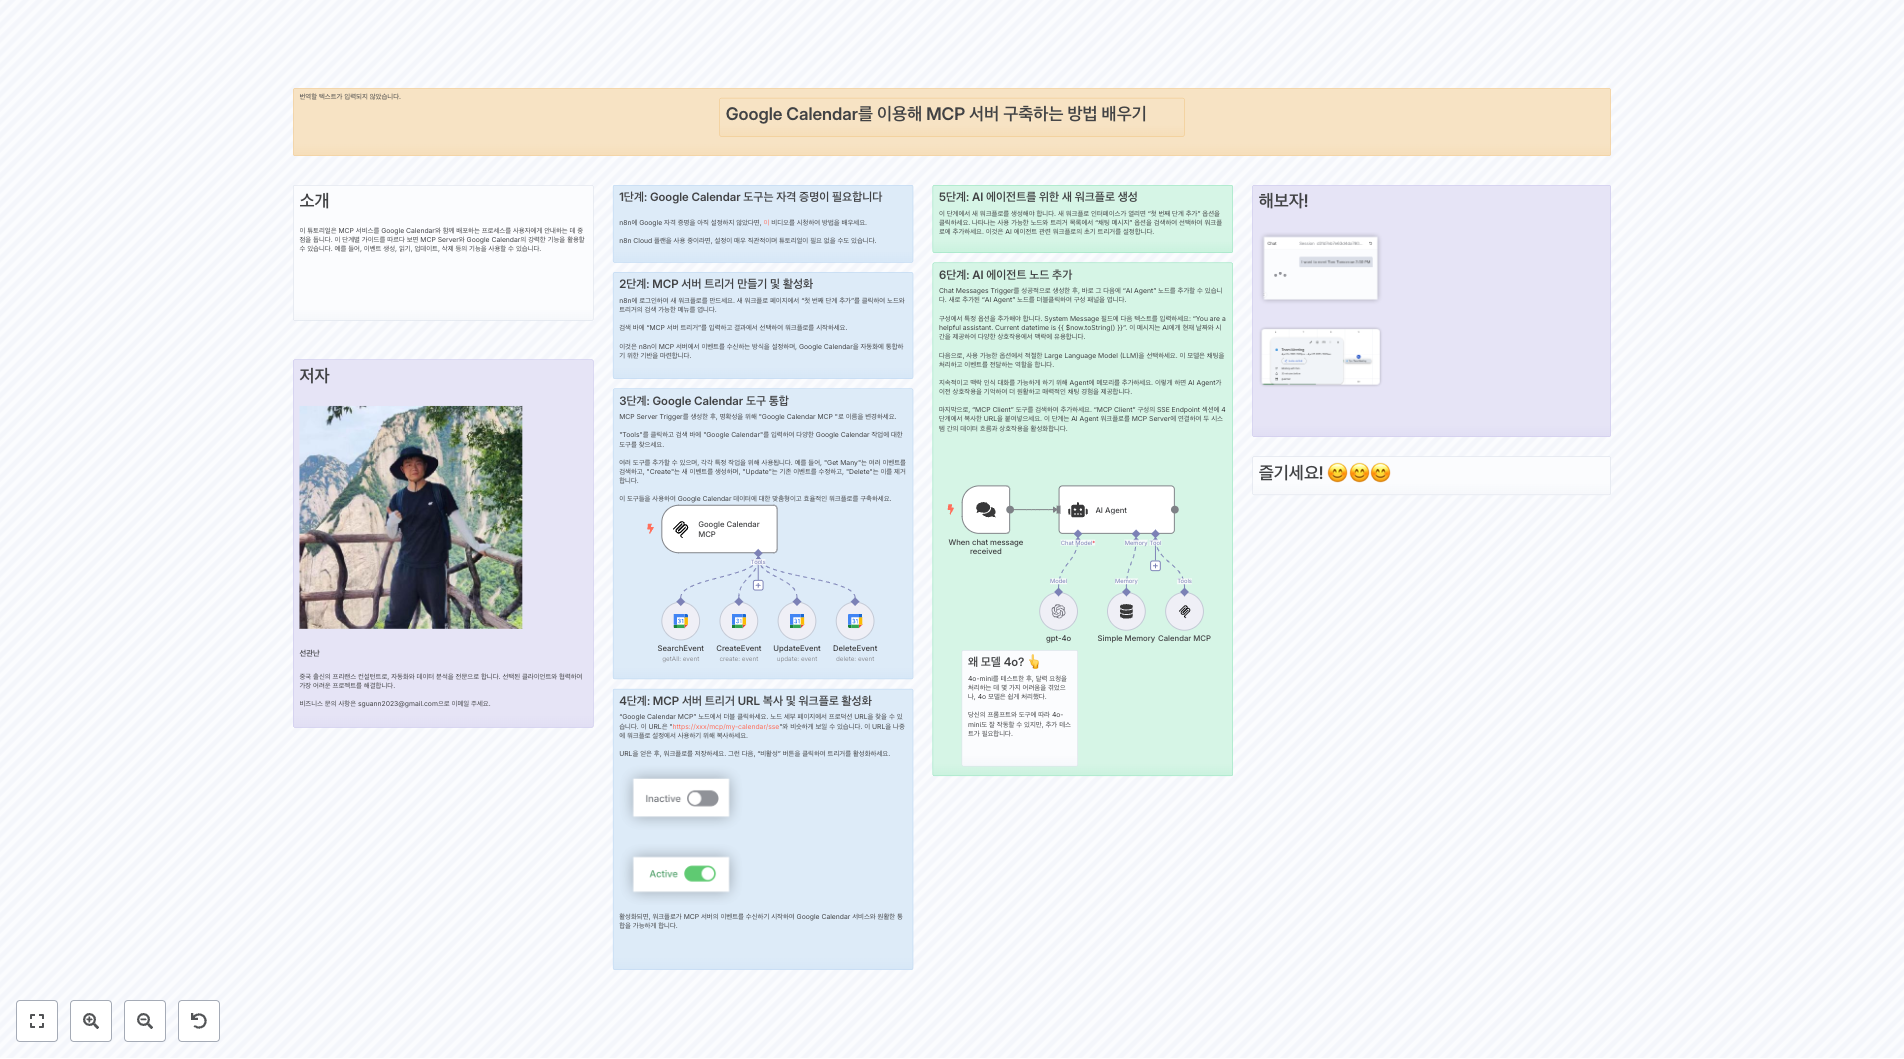 번역할 텍스트가 입력되지 않았습니다.
Google Calendar를 이용해 MCP 서버 구축하는 방법 배우기
소개
이 튜토리얼은 MCP 서비스를 Google Calendar와 함께 배포하는 프로세스를 사용자에게 안내하는 데 중
점을 둡니다. 이 단계별 가이드를 따르다 보면 MCP Server와 Google Calendar의 강력한 기능을 활용할
수 있습니다. 예를 들어, 이벤트 생성, 읽기, 업데이트, 삭제 등의 기능을 사용할 수 있습니다.
저자
선관난
중국 출신의 프리랜스 컨설턴트로, 자동화와 데이터 분석을 전문으로 합니다. 선택된 클라이언트와 협력하여
가장 어려운 프로젝트를 해결합니다.
비즈니스 문의 사항은 sguann2023@gmail.com으로 이메일 주세요.
1단계: Google Calendar 도구는 자격 증명이 필요합니다
n8n에 Google 자격 증명을 아직 설정하지 않았다면, 이 비디오를 시청하여 방법을 배우세요.
n8n Cloud 플랜을 사용 중이라면, 설정이 매우 직관적이며 튜토리얼이 필요 없을 수도 있습니다.
2단계: MCP 서버 트리거 만들기 및 활성화
n8n에 로그인하여 새 워크플로를 만드세요. 새 워크플로 페이지에서 "첫 번째 단계 추가"를 클릭하여 노드와
트리거의 검색 가능한 메뉴를 엽니다.
검색 바에 "MCP 서버 트리거"를 입력하고 결과에서 선택하여 워크플로를 시작하세요.
이것은 n8n이 MCP 서버에서 이벤트를 수신하는 방식을 설정하며, Google Calendar을 자동화에 통합하
기 위한 기반을 마련합니다.
3단계: Google Calendar 도구 통합
MCP Server Trigger를 생성한 후, 명확성을 위해 "Google Calendar MCP "로 이름을 변경하세요.
"Tools"를 클릭하고 검색 바에 "Google Calendar"를 입력하여 다양한 Google Calendar 작업에 대한
도구를 찾으세요.
여러 도구를 추가할 수 있으며, 각각 특정 작업을 위해 사용됩니다. 예를 들어, "Get Many"는 여러 이벤트를
검색하고, "Create"는 새 이벤트를 생성하며, "Update"는 기존 이벤트를 수정하고, "Delete"는 이를 제거
합니다.
이 도구들을 사용하여 Google Calendar 데이터에 대한 맞춤형이고 효율적인 워크플로를 구축하세요.
Google Calendar
MCP
Tools
SearchEvent
getAll: event
CreateEvent
create: event
UpdateEvent
update: event
DeleteEvent
delete: event
4단계: MCP 서버 트리거 URL 복사 및 워크플로 활성화
"Google Calendar MCP" 노드에서 더블 클릭하세요. 노드 세부 페이지에서 프로덕션 URL을 찾을 수 있
습니다. 이 URL은 "https://xxx/mcp/my-calendar/sse"와 비슷하게 보일 수 있습니다. 이 URL을 나중
에 워크플로 설정에서 사용하기 위해 복사하세요.
URL을 얻은 후, 워크플로를 저장하세요. 그런 다음, "비활성" 버튼을 클릭하여 트리거를 활성화하세요.
Inactive
Active
활성화되면, 워크플로가 MCP 서버의 이벤트를 수신하기 시작하여 Google Calendar 서비스와 원활한 통
합을 가능하게 합니다.
5단계: AI 에이전트를 위한 새 워크플로 생성
이 단계에서 새 워크플로를 생성해야 합니다. 새 워크플로 인터페이스가 열리면 "첫 번째 단계 추가" 옵션을
클릭하세요. 나타나는 사용 가능한 노드와 트리거 목록에서 "채팅 메시지" 옵션을 검색하여 선택하여 워크플
로에 추가하세요. 이것은 AI 에이전트 관련 워크플로의 초기 트리거를 설정합니다.
6단계: AI 에이전트 노드 추가
Chat Messages Trigger를 성공적으로 생성한 후, 바로 그 다음에 "AI Agent" 노드를 추가할 수 있습니
다. 새로 추가된 "AI Agent" 노드를 더블클릭하여 구성 패널을 엽니다.
구성에서 특정 옵션을 추가해야 합니다. System Message 필드에 다음 텍스트를 입력하세요: "You are a
helpful assistant. Current datetime is {{ $now.toString() }}". 이 메시지는 AI에게 현재 날짜와 시
간을 제공하여 다양한 상호작용에서 맥락에 유용합니다.
다음으로, 사용 가능한 옵션에서 적절한 Large Language Model (LLM)을 선택하세요. 이 모델은 채팅을
처리하고 이벤트를 전달하는 역할을 합니다.
지속적이고 맥락 인식 대화를 가능하게 하기 위해 Agent에 메모리를 추가하세요. 이렇게 하면 AI Agent가
이전 상호작용을 기억하여 더 원활하고 매력적인 채팅 경험을 제공합니다.
마지막으로, "MCP Client" 도구를 검색하여 추가하세요. "MCP Client" 구성의 SSE Endpoint 섹션에 4
단계에서 복사한 URL을 붙여넣으세요. 이 단계는 AI Agent 워크플로를 MCP Server에 연결하여 두 시스
템 간의 데이터 흐름과 상호작용을 활성화합니다.
When chat message
received
AI Agent
Chat Model*
Memory
Tool
Model
Memory
Tools
gpt-4o
Simple Memory
Calendar MCP
왜 모델 4o? 👆
4o-mini를 테스트한 후, 달력 요청을
처리하는 데 몇 가지 어려움을 겪었으
나, 4o 모델은 쉽게 처리했다.
당신의 프롬프트와 도구에 따라 4o-
mini도 잘 작동할 수 있지만, 추가 테스
트가 필요합니다.
해보자!
Chat
Session
즐기세요! 😊😊😊